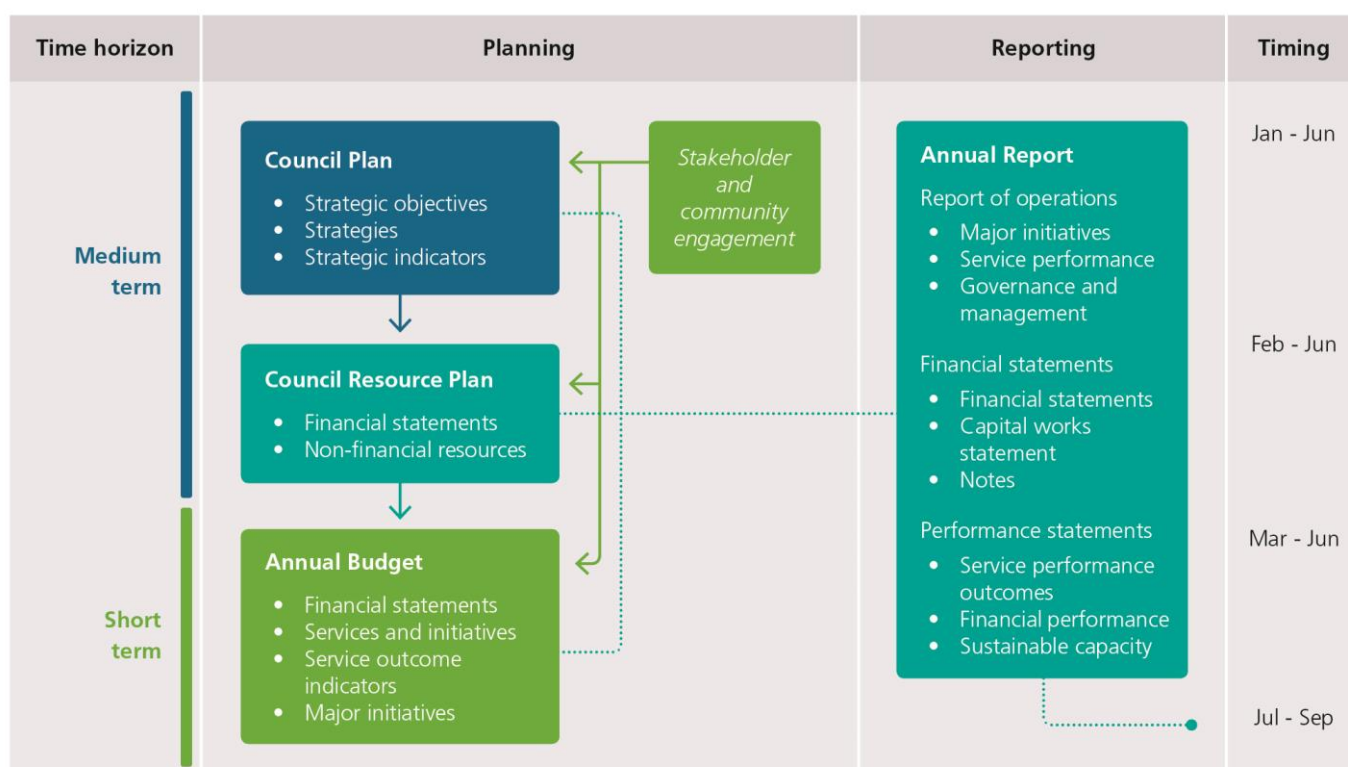 Time horizon
Planning
Reporting
Timing
Medium
term
Short
term
Council Plan
• Strategic objectives
• Strategies
• Strategic indicators
Stakeholder
and
community
engagement
Council Resource Plan
• Financial statements
• Non-financial resources
Annual Budget
• Financial statements
• Services and initiatives
• Service outcome
indicators
• Major initiatives
Annual Report
Report of operations
• Major initiatives
• Service performance
• Governance and
management
Financial statements
• Financial statements
• Capital works
statement
• Notes
Performance statements
• Service performance
outcomes
• Financial performance
• Sustainable capacity
Jan - Jun
Feb - Jun
Mar - Jun
Jul - Sep